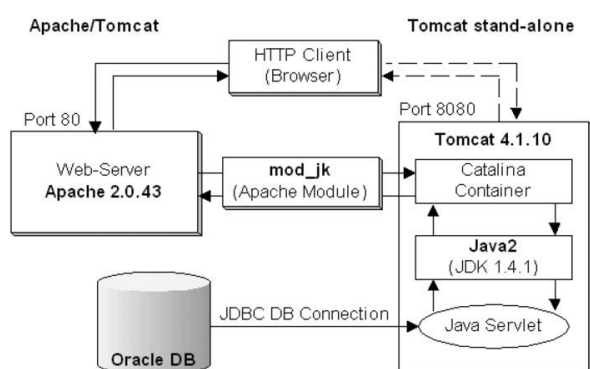 Apache/Tomcat
Tomcat stand-alone
HTTP Client
(Browser)
Port 80
Port 8080
Web-Server
Apache 2.0.43
mod_jk
(Apache Module)
Tomcat 4.1.10
Catalina
Container
Java2
(JDK 1.4.1)
JDBC DB Connection
Java Servlet
Oracle DB